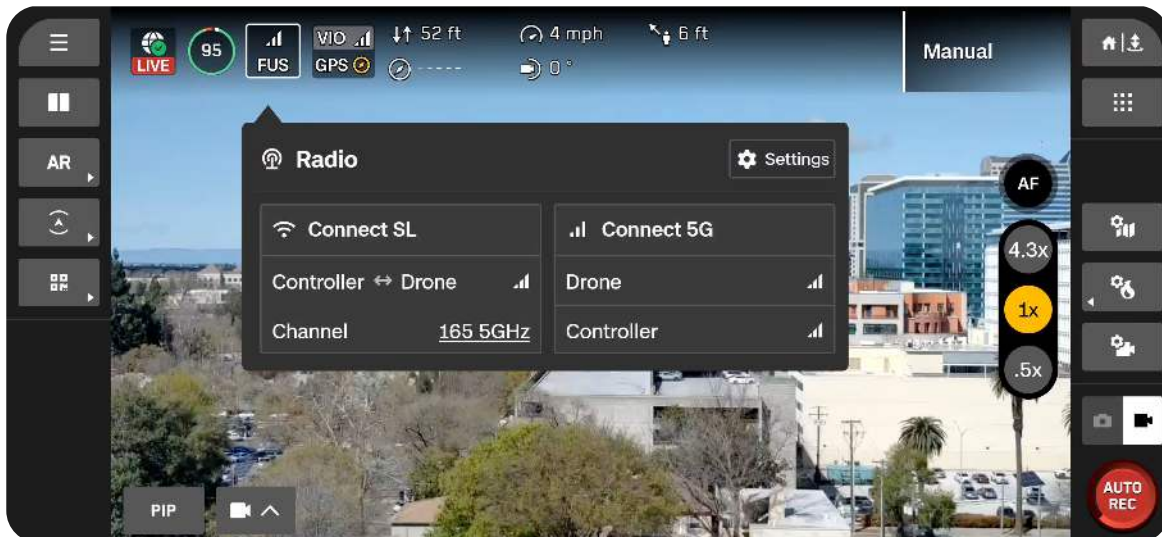 LIVE
95
FUS
VIO
GPS
52 ft
-----
4 mph
0°
6 ft
Manual
AR
Radio
Settings
Connect SL
Controller ↔ Drone
Channel 165 5GHz
Connect 5G
Drone
Controller
AF
4.3x
1x
.5x
PIP
AUTO
REC